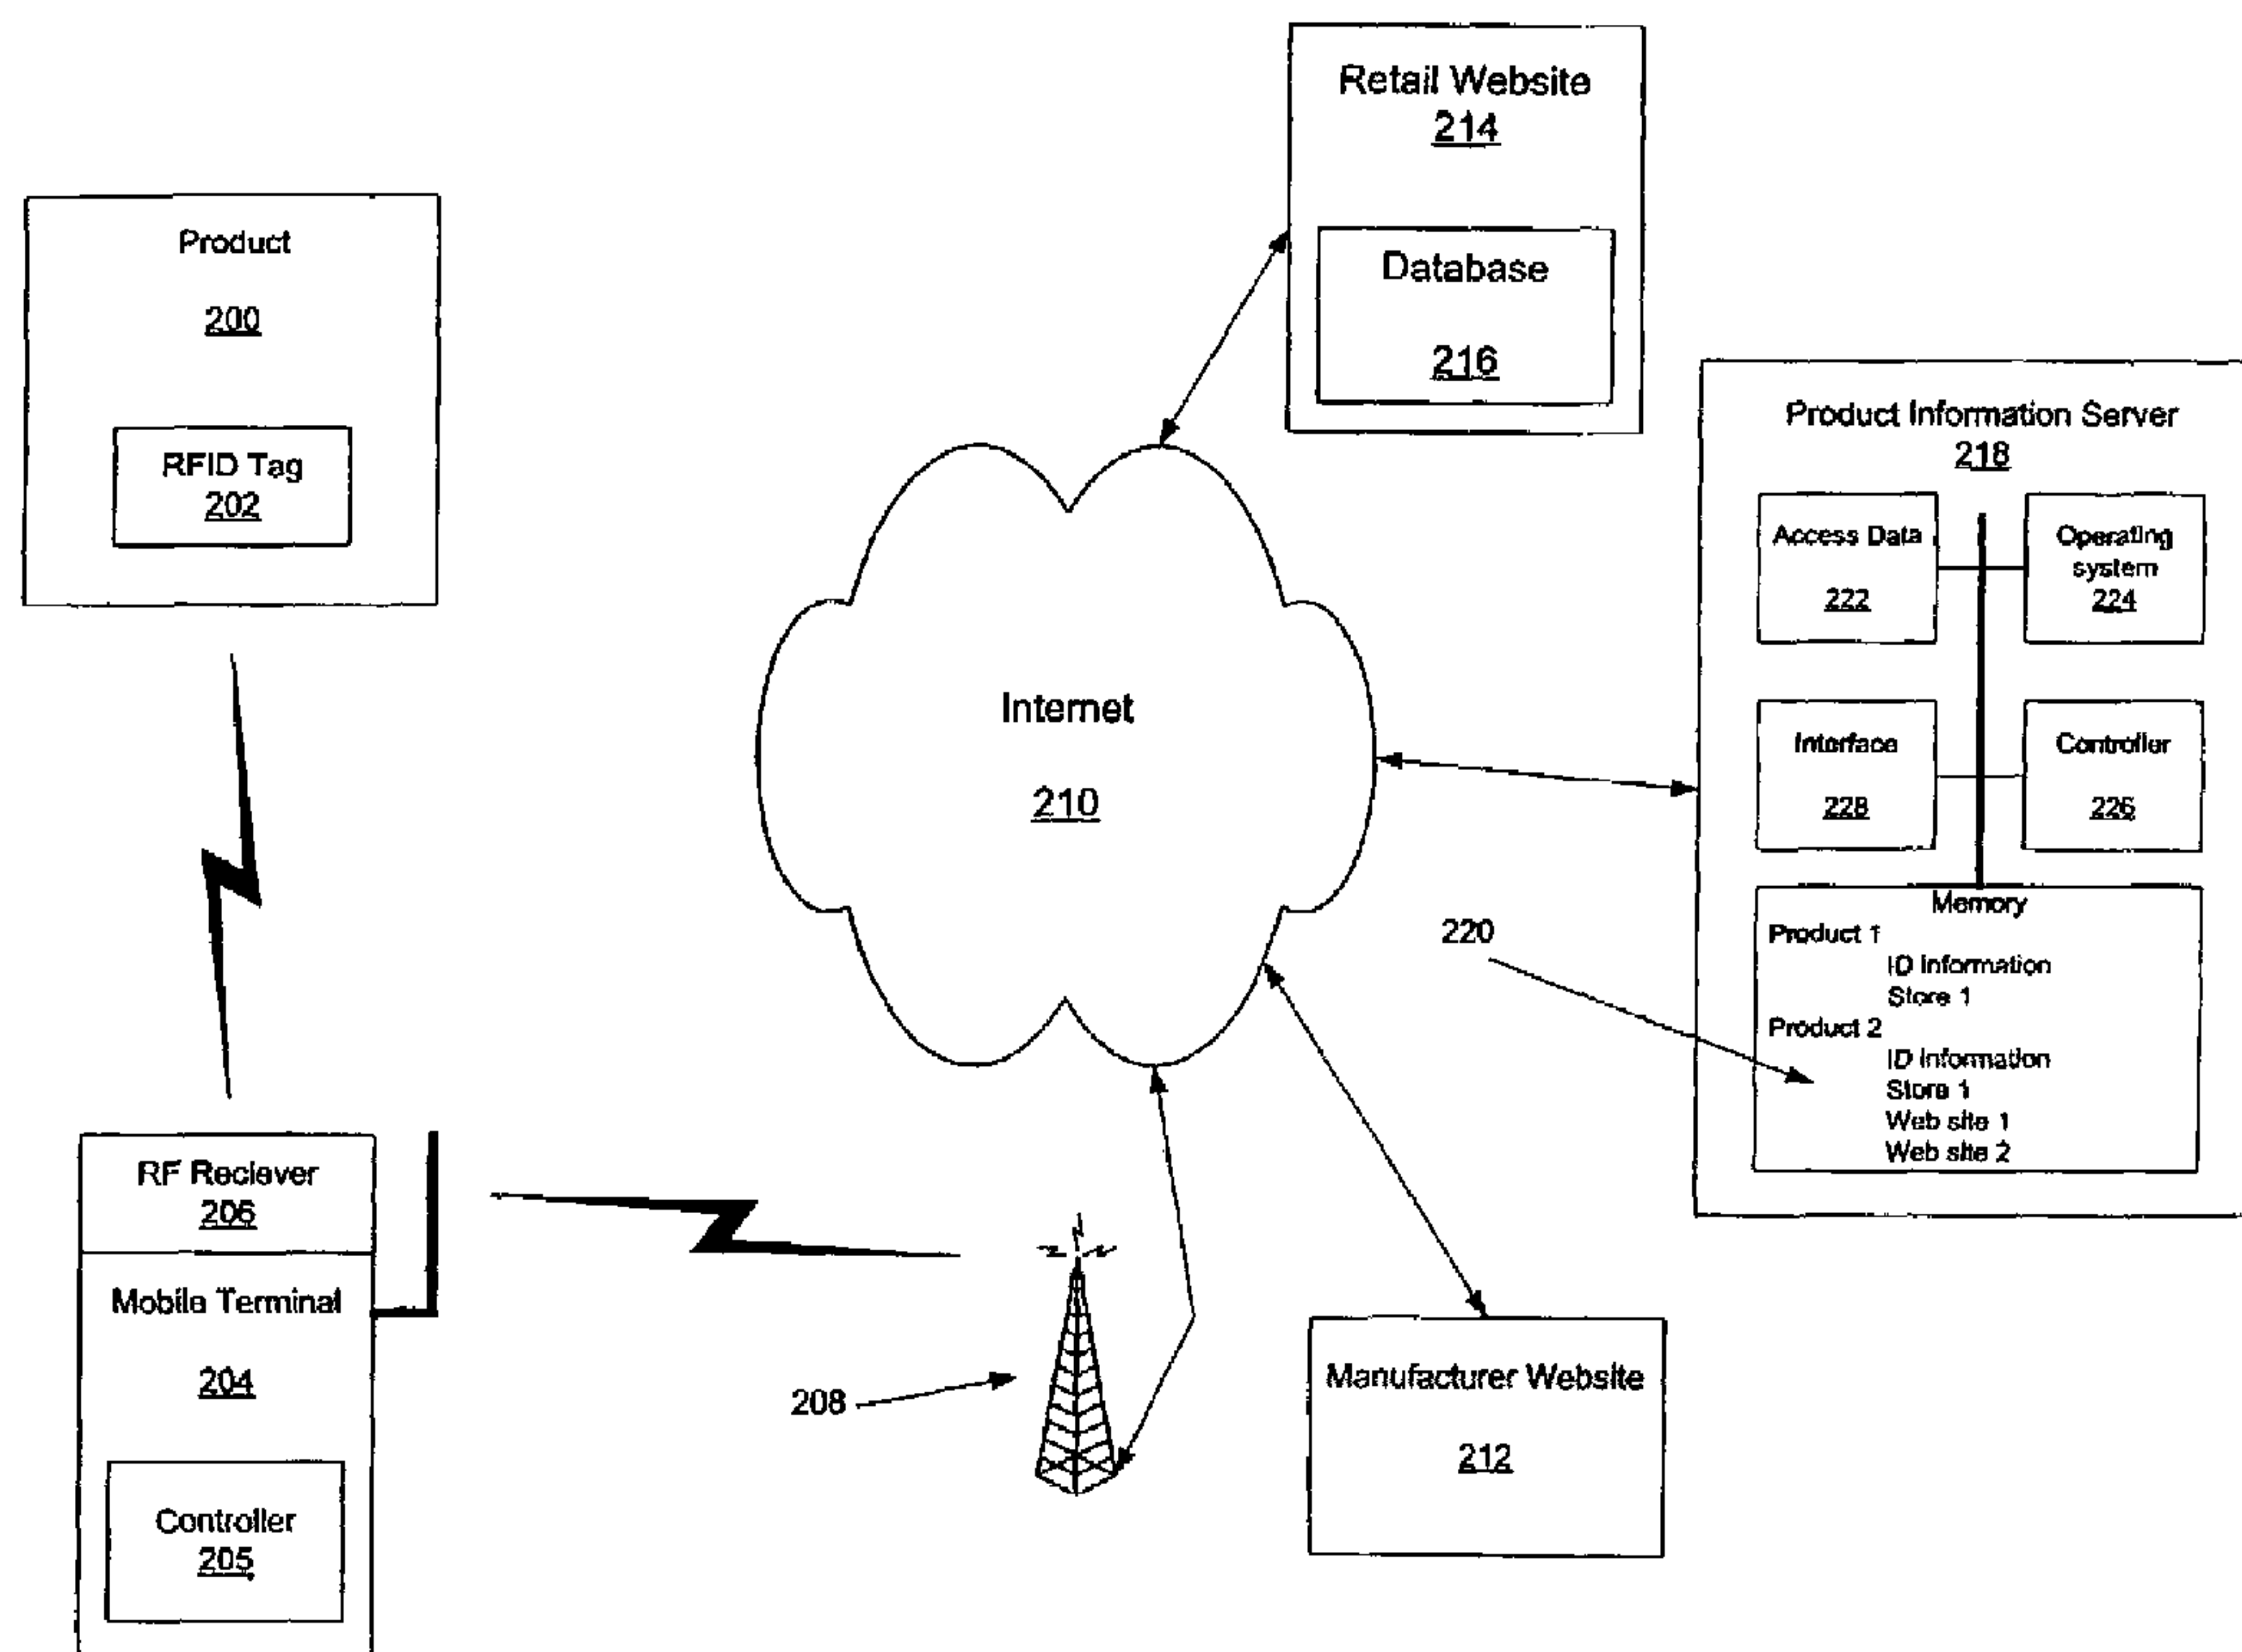 Retail Website
214
Database
216
Product
200
RFID Tag
202
Product Information Server
218
Access Data
222
Operating
system
224
Interface
228
Controller
226
Memory
Product 1
ID Information
Store 1
Product 2
ID Information
Store 1
Web site 1
Web site 2
220
Internet
210
RF Reciever
206
Mobile Terminal
204
Controller
205
208
Manufacturer Website
212